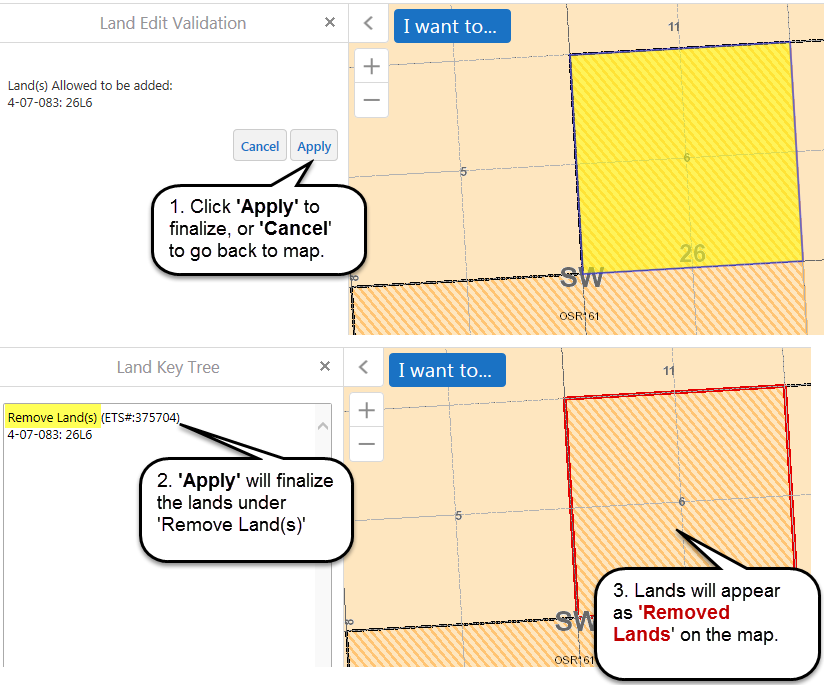 Land Edit Validation ×
I want to...
11
Land(s) Allowed to be added:
4-07-083: 26L6
Cancel
Apply
5
6
1. Click 'Apply' to
finalize, or 'Cancel'
to go back to map.
26
SW
8
OSR*61
Land Key Tree ×
I want to...
11
Remove Land(s) (ETS#:375704)
4-07-083: 26L6
5
6
2. 'Apply' will finalize
the lands under
'Remove Land(s)'
3. Lands will appear
as 'Removed
Lands' on the map.
SW
8
OSR*61